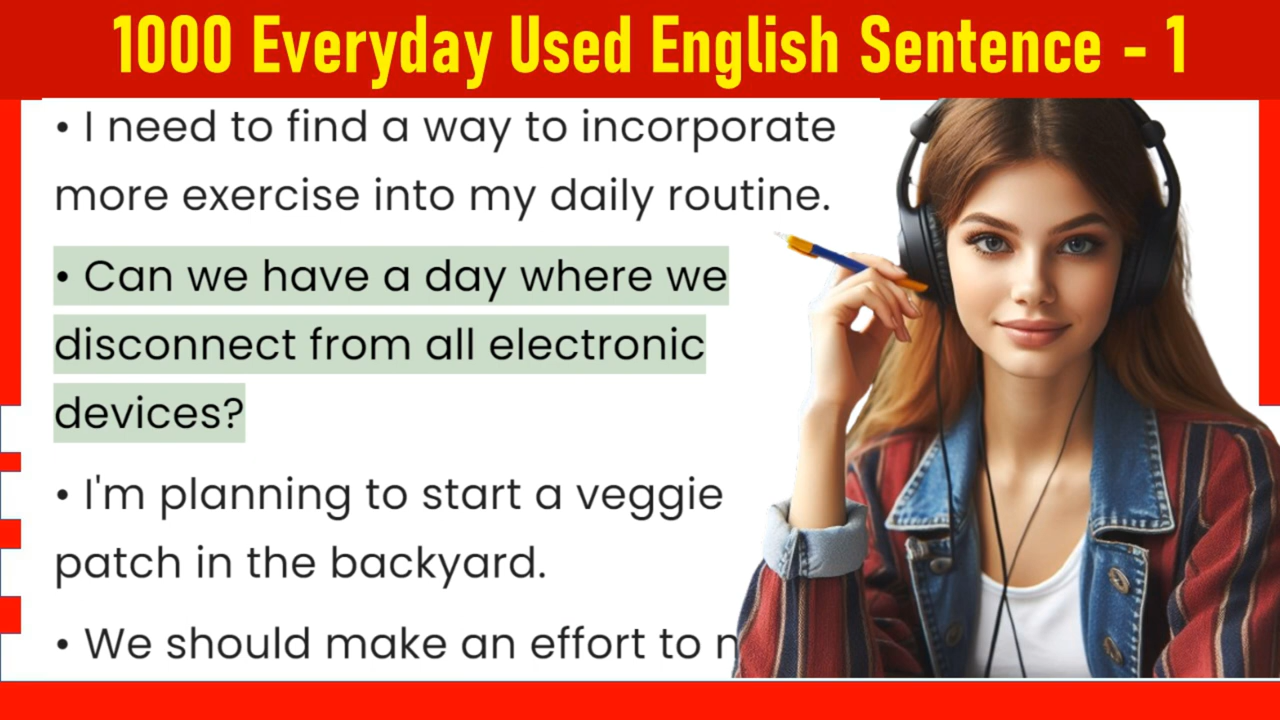 1000 Everyday Used English Sentence - 1
• I need to find a way to incorporate
more exercise into my daily routine.
• Can we have a day where we
disconnect from all electronic
devices?
• I'm planning to start a veggie
patch in the backyard.
• We should make an effort to